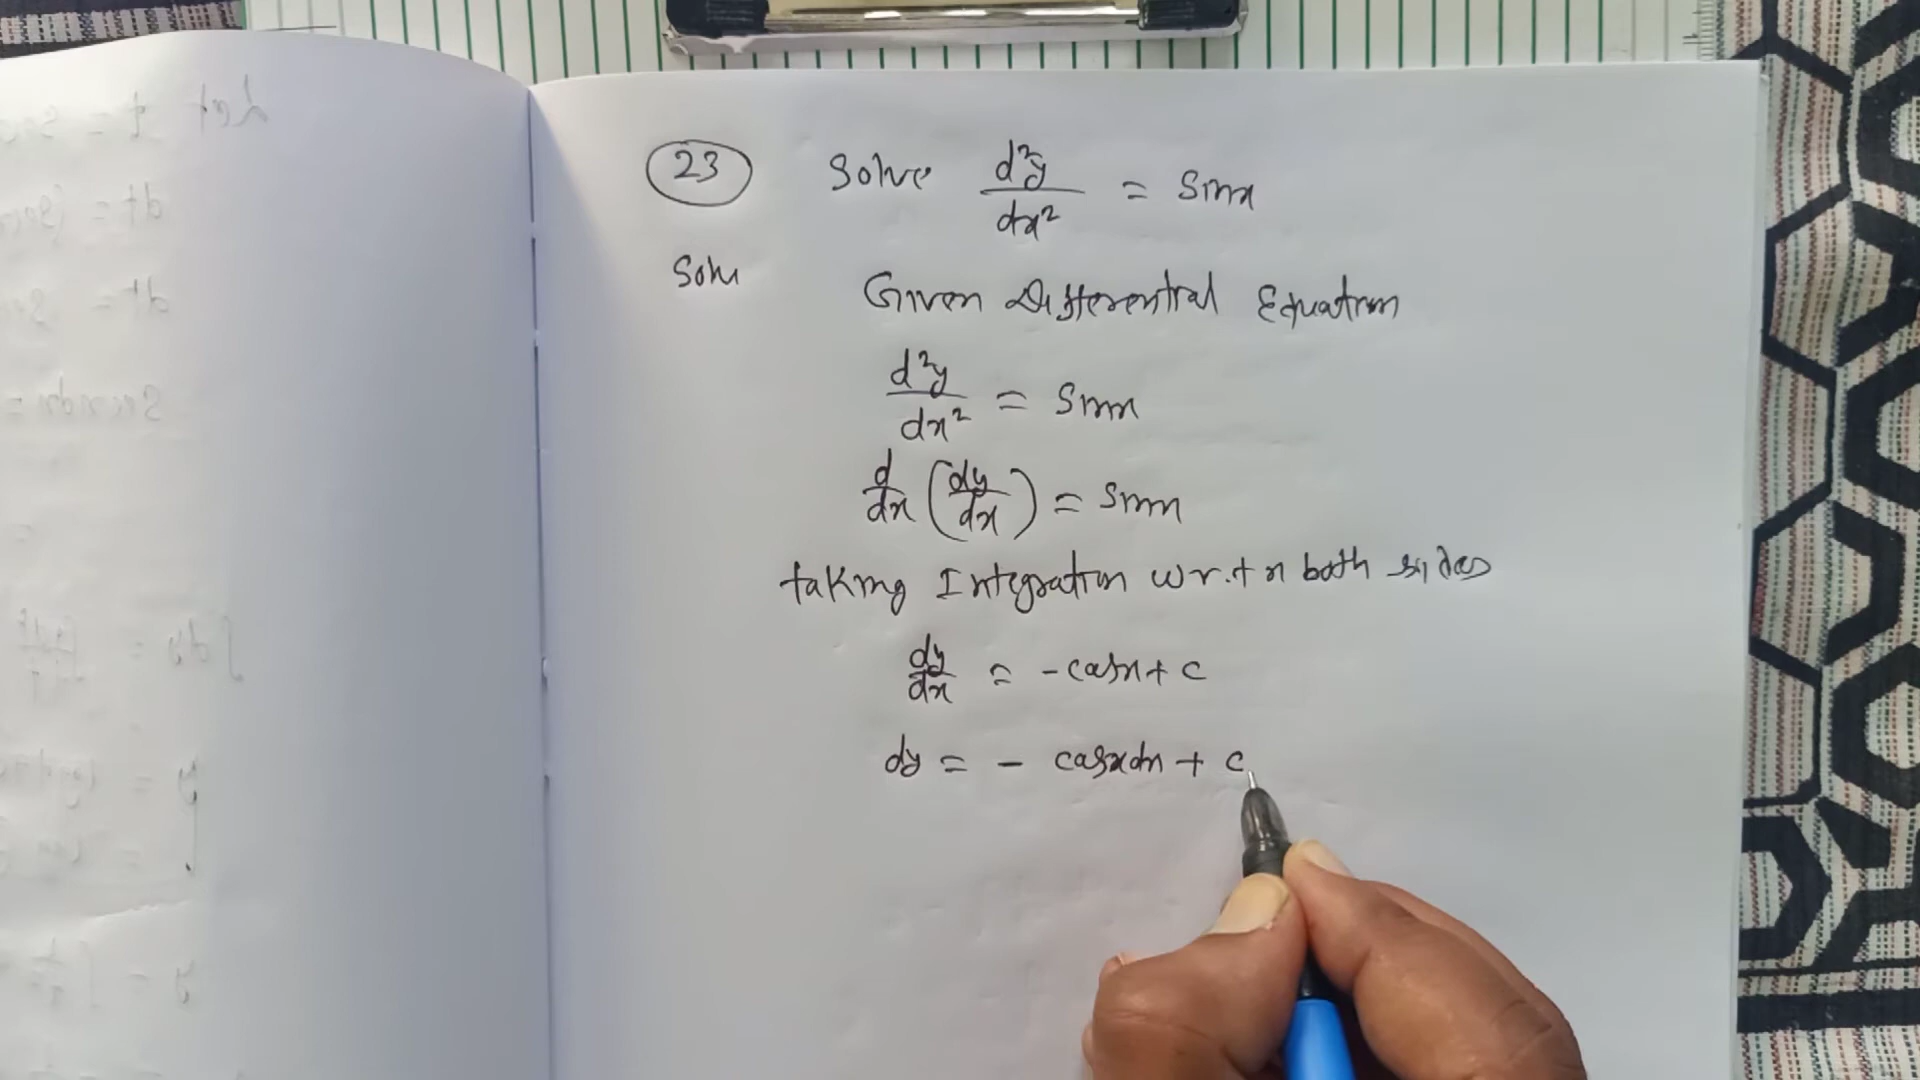 23 Solve d²y/dx² = Sinx
Soln Given Differential Equation
d²y/dx² = Sinx
d/dx (dy/dx) = Sinx
taking Integration w.r.t x both sides
dy/dx = -cosx + c
dy = - cosxdx + c